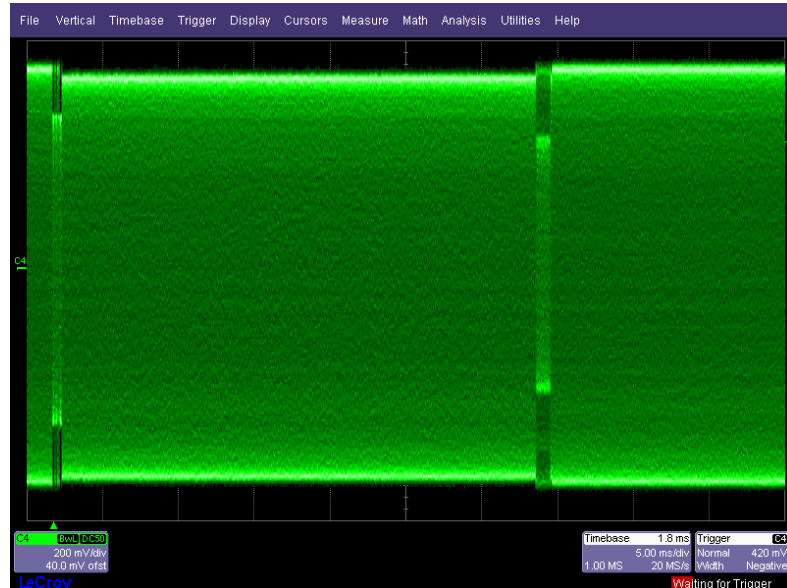 File Vertical Timebase Trigger Display Cursors Measure Math Analysis Utilities Help
C4
C4 BwL DC50
200 mV/div
40.0 mV ofst
Timebase 1.8 ms
5.00 ms/div
1.00 MS 20 MS/s
Trigger C4
Normal 420 mV
Width Negative
LeCroy
Waiting for Trigger